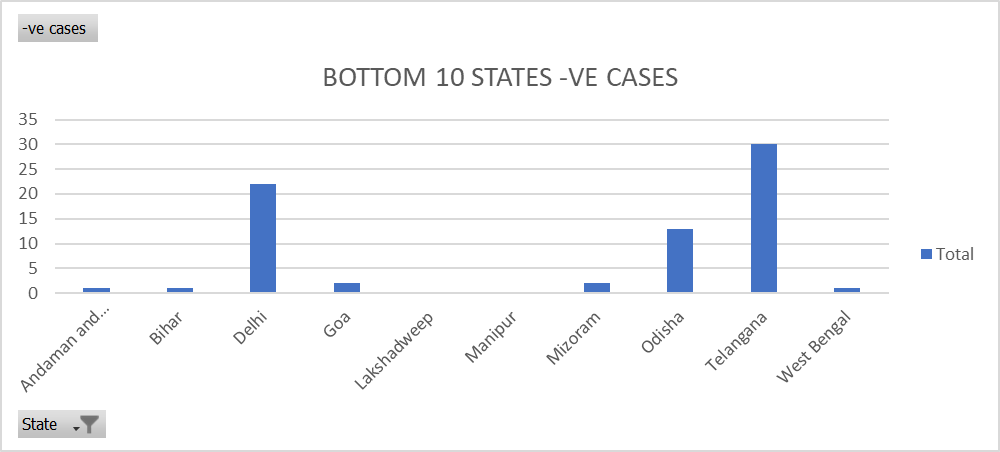 -ve cases
BOTTOM 10 STATES -VE CASES
35
30
25
20
15
10
5
0
Andaman and...
Bihar
Delhi
Goa
Lakshadweep
Manipur
Mizoram
Odisha
Telangana
West Bengal
Total
State